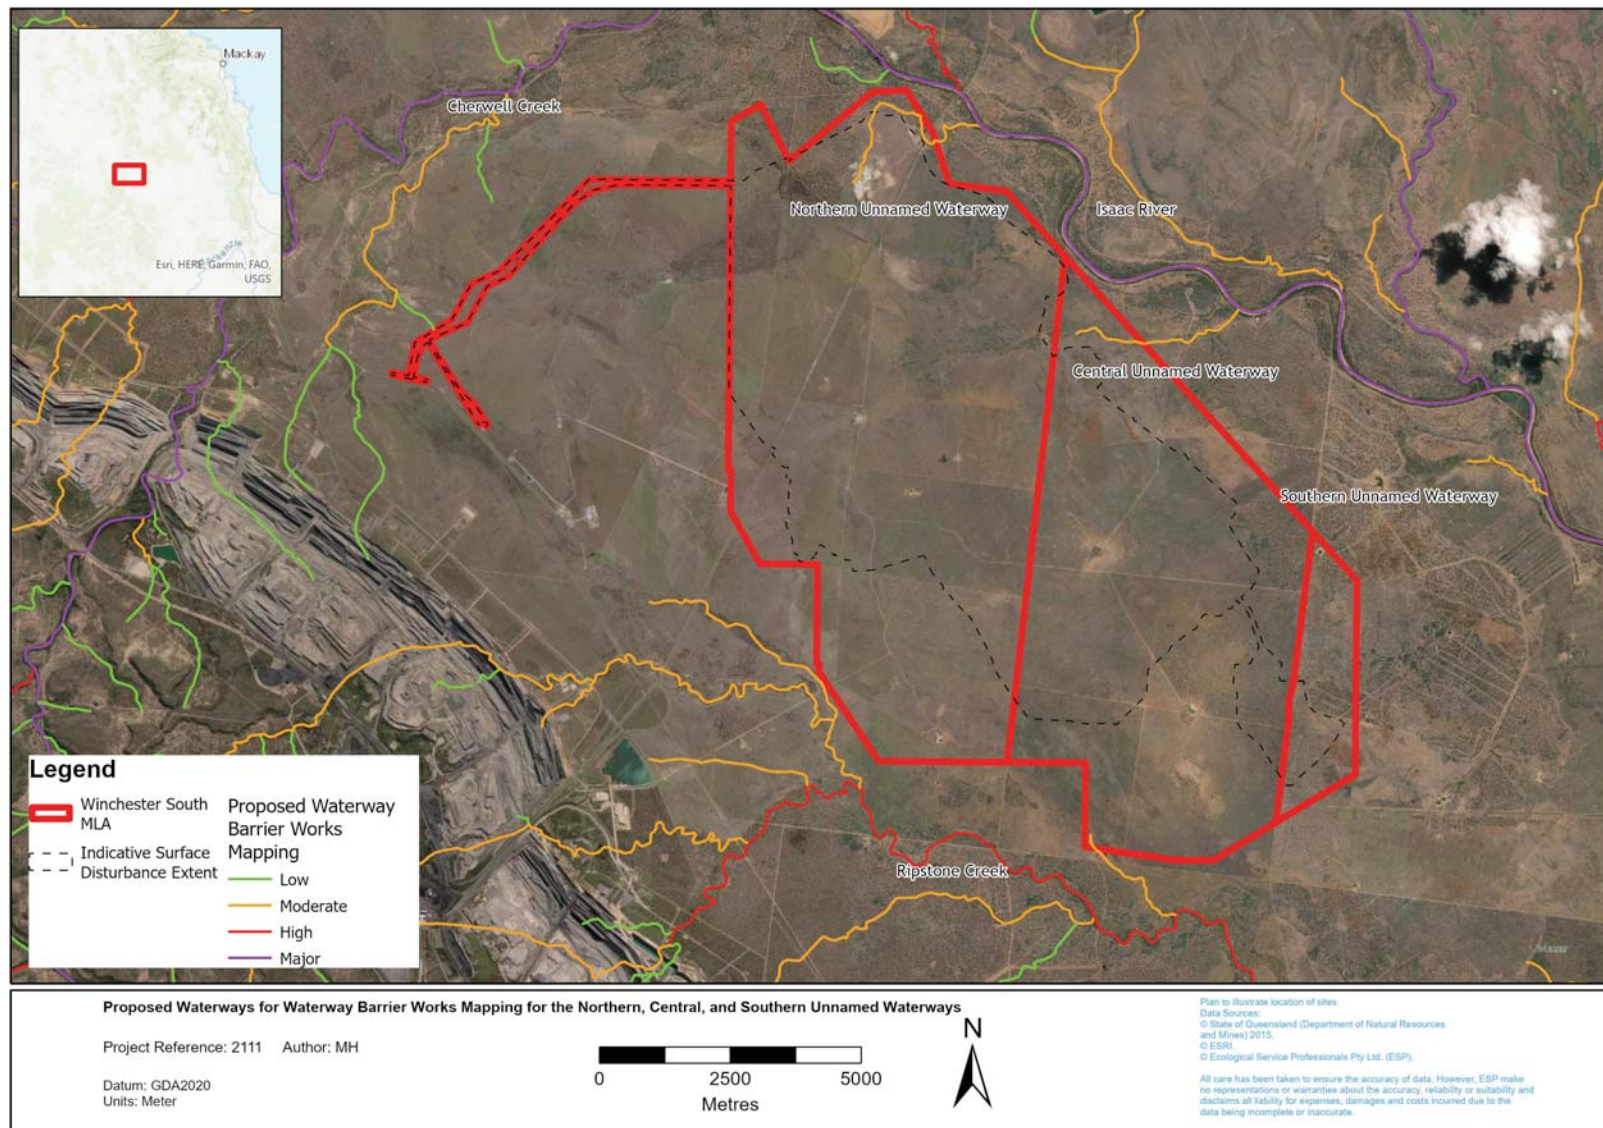 Mackay
Esri, HERE, Garmin, FAO,
USGS
Cherwell Creek
Northern Unnamed Waterway
Isaac River
Central Unnamed Waterway
Southern Unnamed Waterway
Ripstone Creek
Legend
Winchester South
MLA
Indicative Surface
Disturbance Extent
Proposed Waterway
Barrier Works
Mapping
Low
Moderate
High
Major
Proposed Waterways for Waterway Barrier Works Mapping for the Northern, Central, and Southern Unnamed Waterways
Project Reference: 2111 Author: MH
Datum: GDA2020
Units: Meter
0 2500 5000
Metres
N
Plan to illustrate location of sites
Data Sources:
© State of Queensland (Department of Natural Resources
and Mines) 2015.
© ESRI.
© Ecological Service Professionals Pty Ltd. (ESP).
All care has been taken to ensure the accuracy of data. However, ESP make
no representations or warranties about the accuracy, reliability or suitability and
disclaims all liability for expenses, damages and costs incurred due to the
data being incomplete or inaccurate.